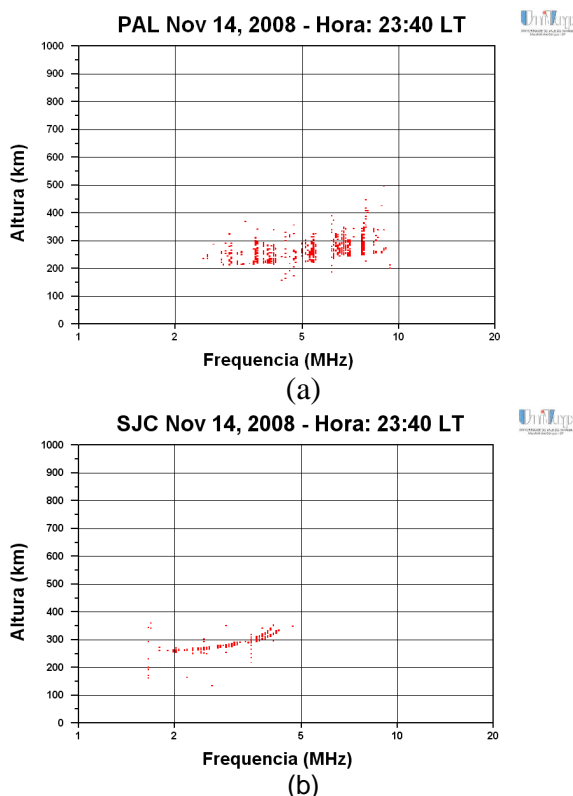 PAL Nov 14, 2008 - Hora: 23:40 LT
1000
900
800
700
600
500
400
300
200
100
0
Altura (km)
1 2 5 10 20
Frequencia (MHz)
(a)
SJC Nov 14, 2008 - Hora: 23:40 LT
1000
900
800
700
600
500
400
300
200
100
0
Altura (km)
1 2 5 10 20
Frequencia (MHz)
(b)